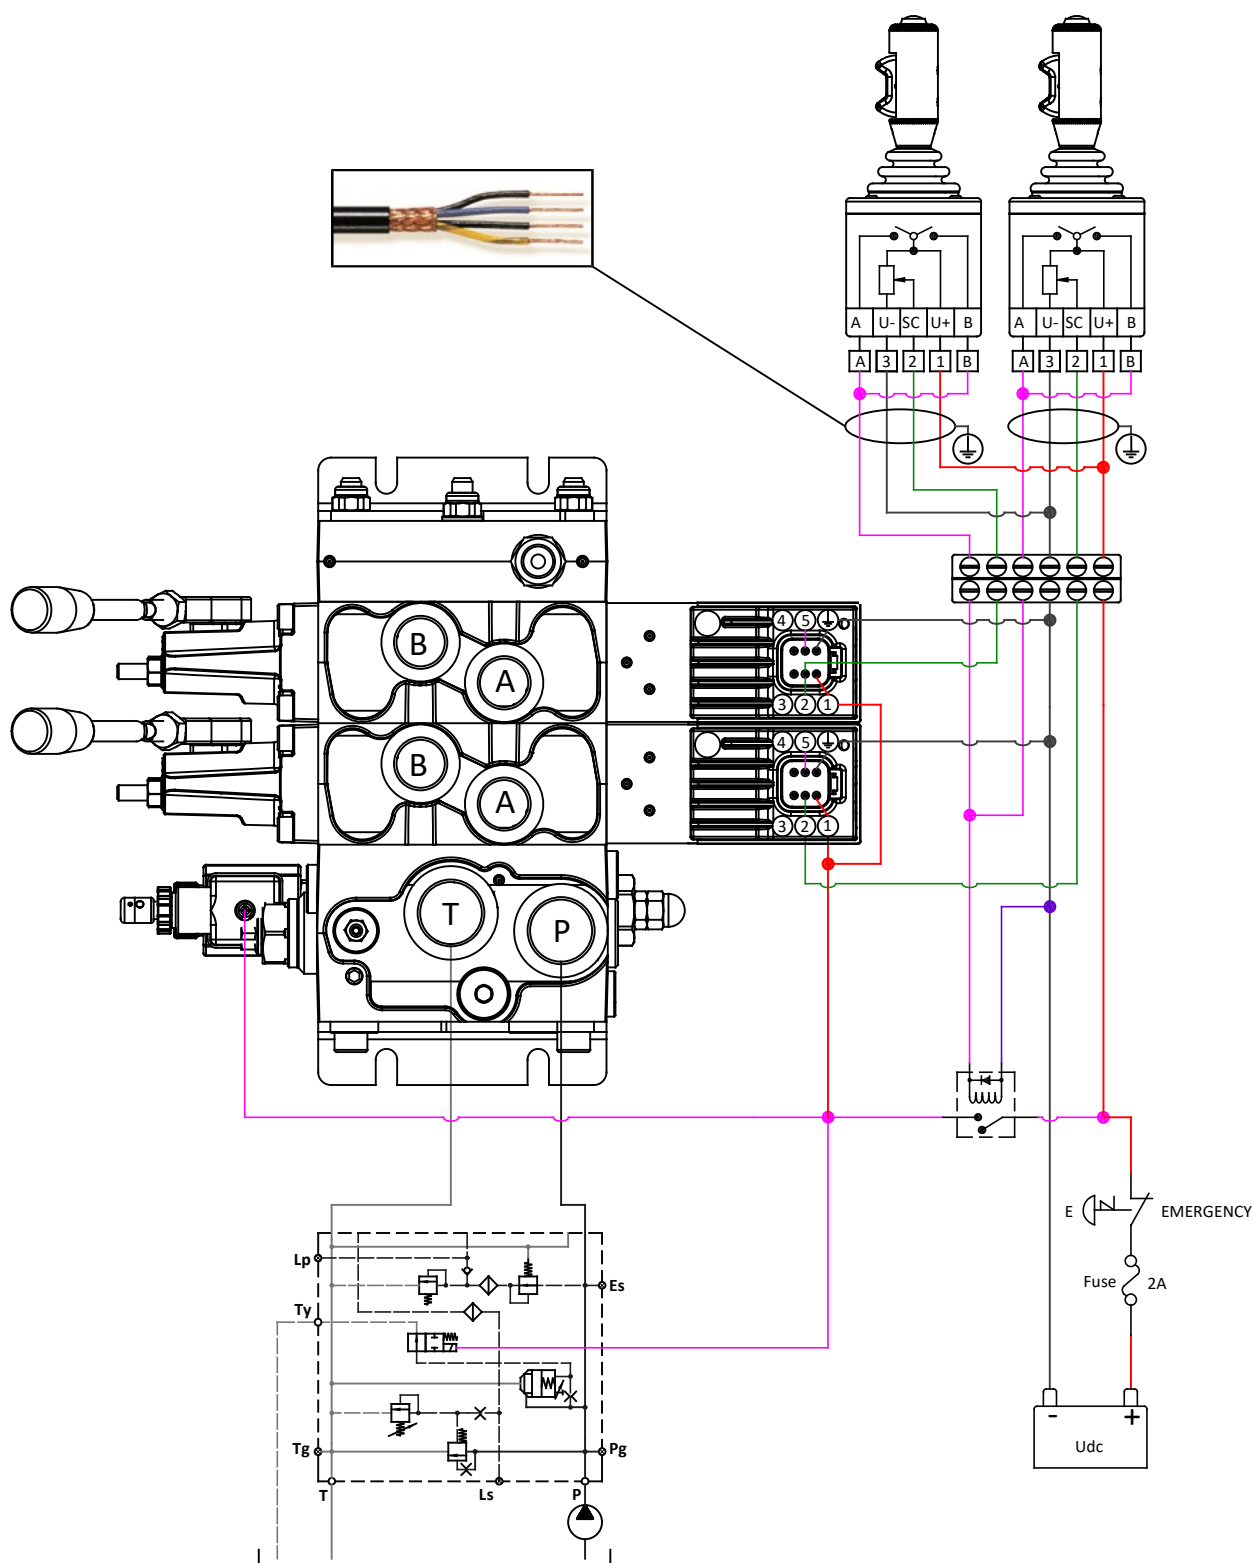 A U- SC U+ B A U- SC U+ B
A 3 2 1 B A 3 2 1 B
B 4 5
A
3 2 1
B 4 5
A
3 2 1
T P
E EMERGENCY
Lp
Es
Fuse 2A
Ty
- +
Udc
Tg Pg
T Ls P